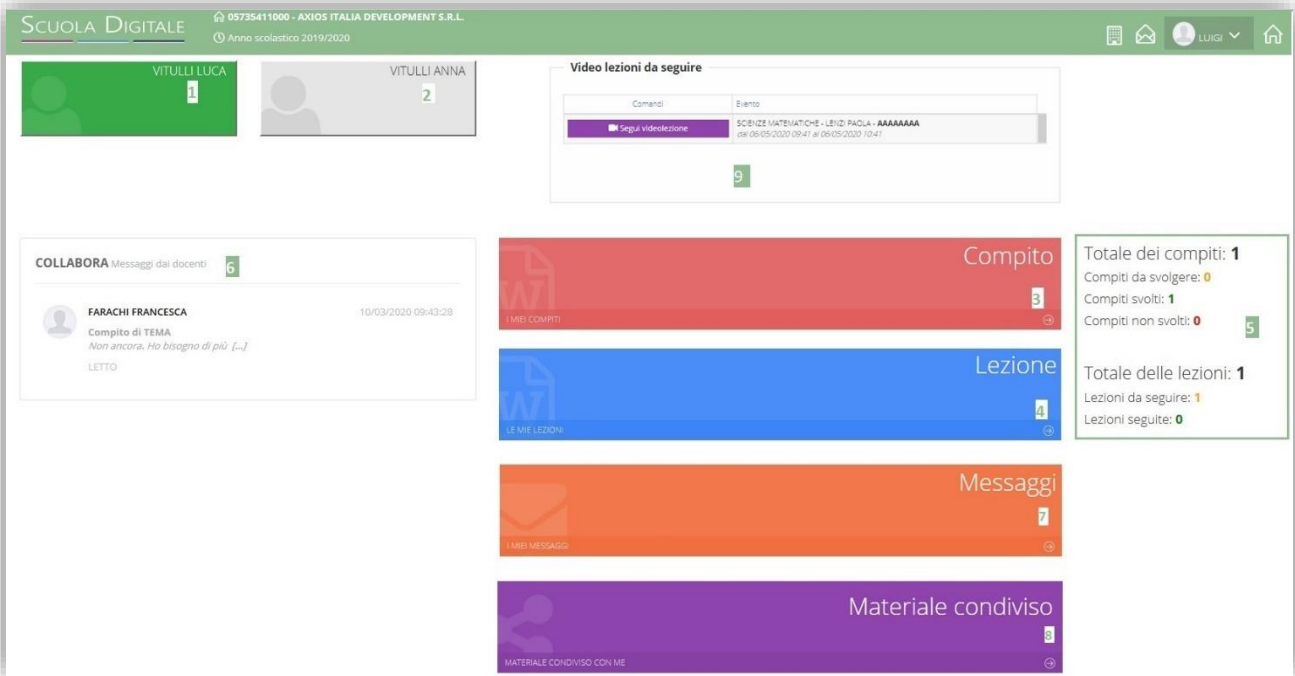 SCUOLA DIGITALE
05735411000 - AXIOS ITALIA DEVELOPMENT S.R.L.
Anno scolastico 2019/2020
LUIGI
VITULLI LUCA
1
VITULLI ANNA
2
Video lezioni da seguire
Comandi Evento
Segui videolezione
SCIENZE MATEMATICHE - LENZI PAOLA - AAAAAAAA
dal 06/05/2020 09:41 al 06/05/2020 10:41
9
COLLABORA Messaggi dai docenti
6
FARACHI FRANCESCA 10/03/2020 09:43:28
Compito di TEMA
Non ancora. Ho bisogno di più [...]
LETTO
Compito
3
I MIEI COMPITI
Lezione
4
LE MIE LEZIONI
Messaggi
7
I MIEI MESSAGGI
Materiale condiviso
8
MATERIALE CONDIVISO CON ME
Totale dei compiti: 1
Compiti da svolgere: 0
Compiti svolti: 1
Compiti non svolti: 0
5
Totale delle lezioni: 1
Lezioni da seguire: 1
Lezioni seguite: 0